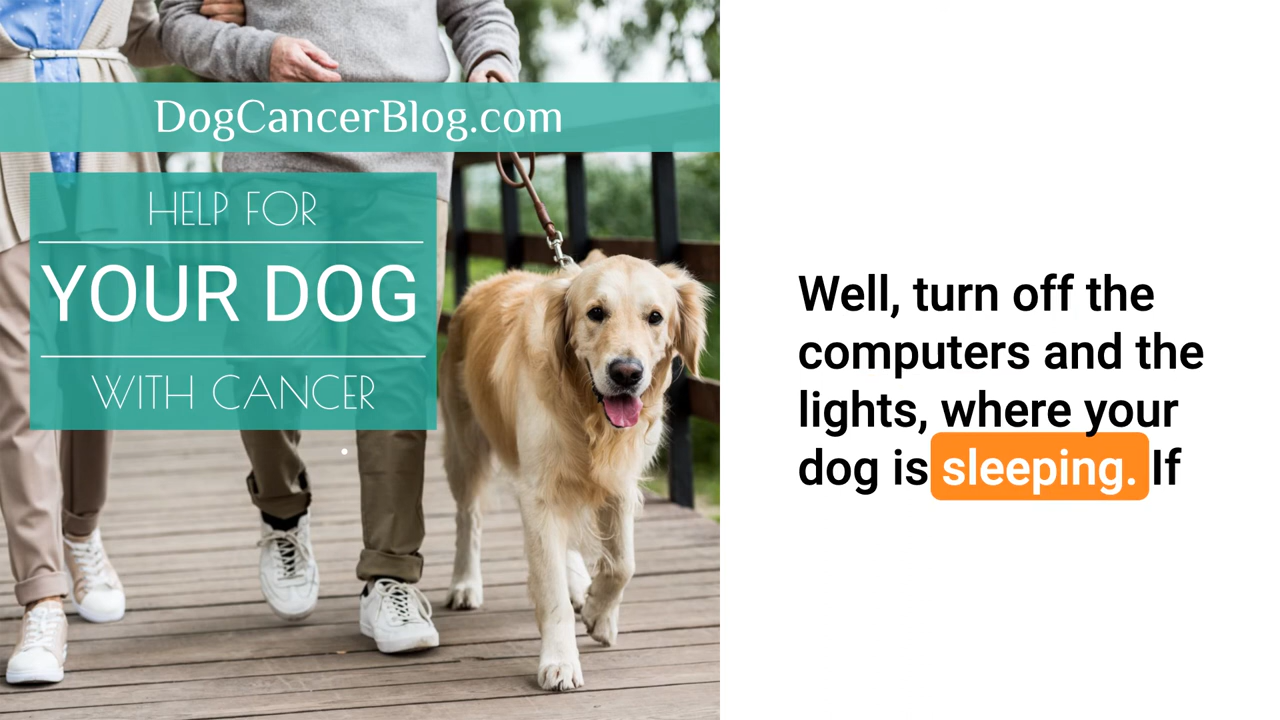 DogCancerBlog.com
HELP FOR
YOUR DOG
WITH CANCER
Well, turn off the
computers and the
lights, where your
dog is sleeping. If